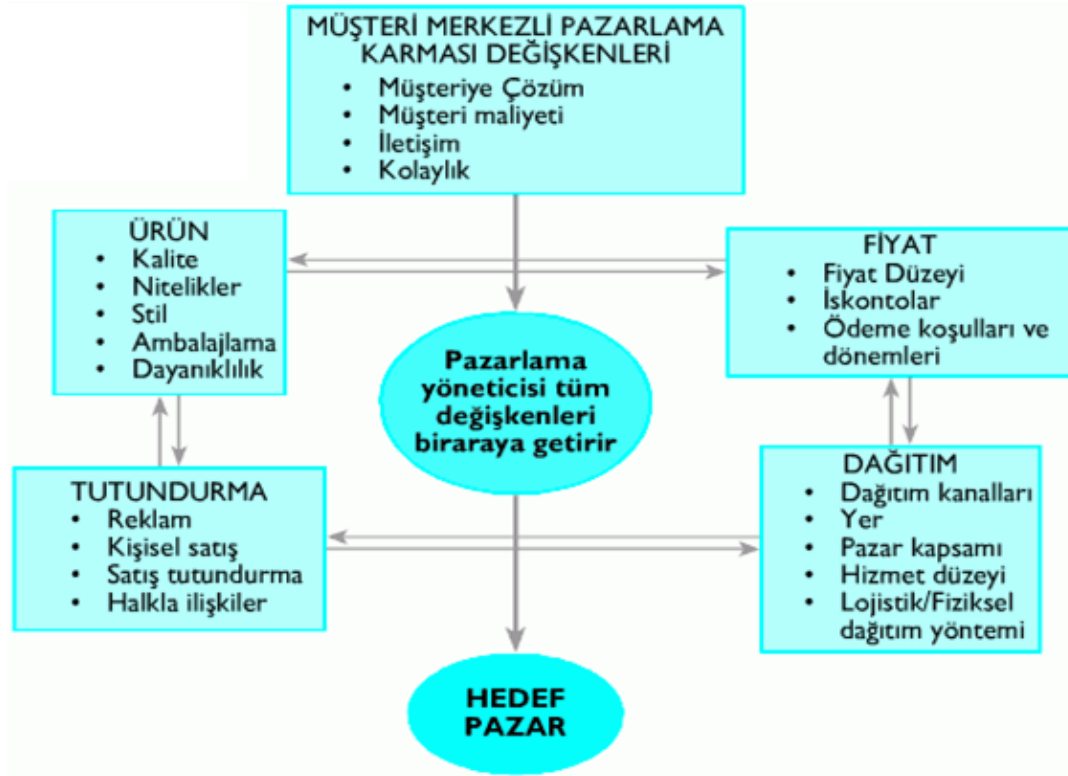 MÜŞTERİ MERKEZLİ PAZARLAMA
KARMASI DEĞİŞKENLERİ
• Müşteriye Çözüm
• Müşteri maliyeti
• İletişim
• Kolaylık
ÜRÜN
• Kalite
• Nitelikler
• Stil
• Ambalajlama
• Dayanıklılık
FİYAT
• Fiyat Düzeyi
• İskontolar
• Ödeme koşulları ve
dönemleri
Pazarlama
yöneticisi tüm
değişkenleri
biraraya getirir
TUTUNDURMA
• Reklam
• Kişisel satış
• Satış tutundurma
• Halkla ilişkiler
DAĞITIM
• Dağıtım kanalları
• Yer
• Pazar kapsamı
• Hizmet düzeyi
• Lojistik/Fiziksel
dağıtım yöntemi
HEDEF
PAZAR